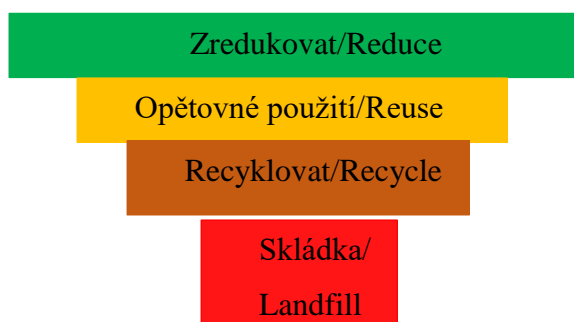 Zredukovat/Reduce
Opětovné použití/Reuse
Recyklovat/Recycle
Skládka/
Landfill